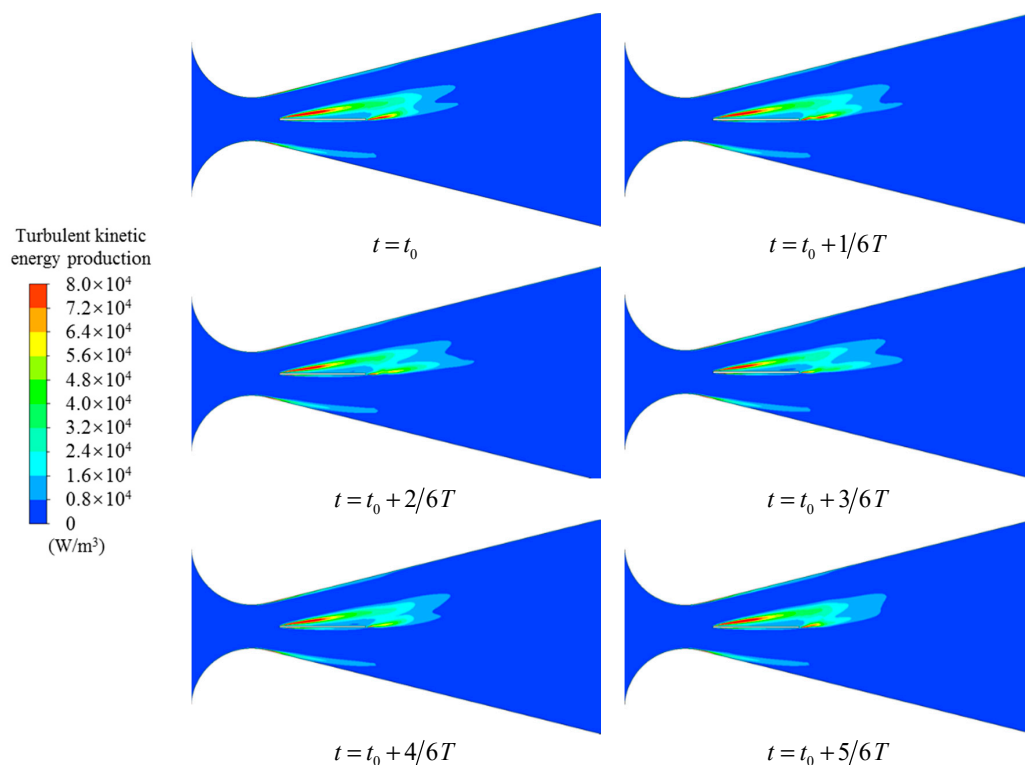 t = t₀
t = t₀ + 1/6T
Turbulent kinetic
energy production
8.0×10⁴
7.2×10⁴
6.4×10⁴
5.6×10⁴
4.8×10⁴
4.0×10⁴
3.2×10⁴
2.4×10⁴
1.6×10⁴
0.8×10⁴
0
(W/m³)
t = t₀ + 2/6T
t = t₀ + 3/6T
t = t₀ + 4/6T
t = t₀ + 5/6T